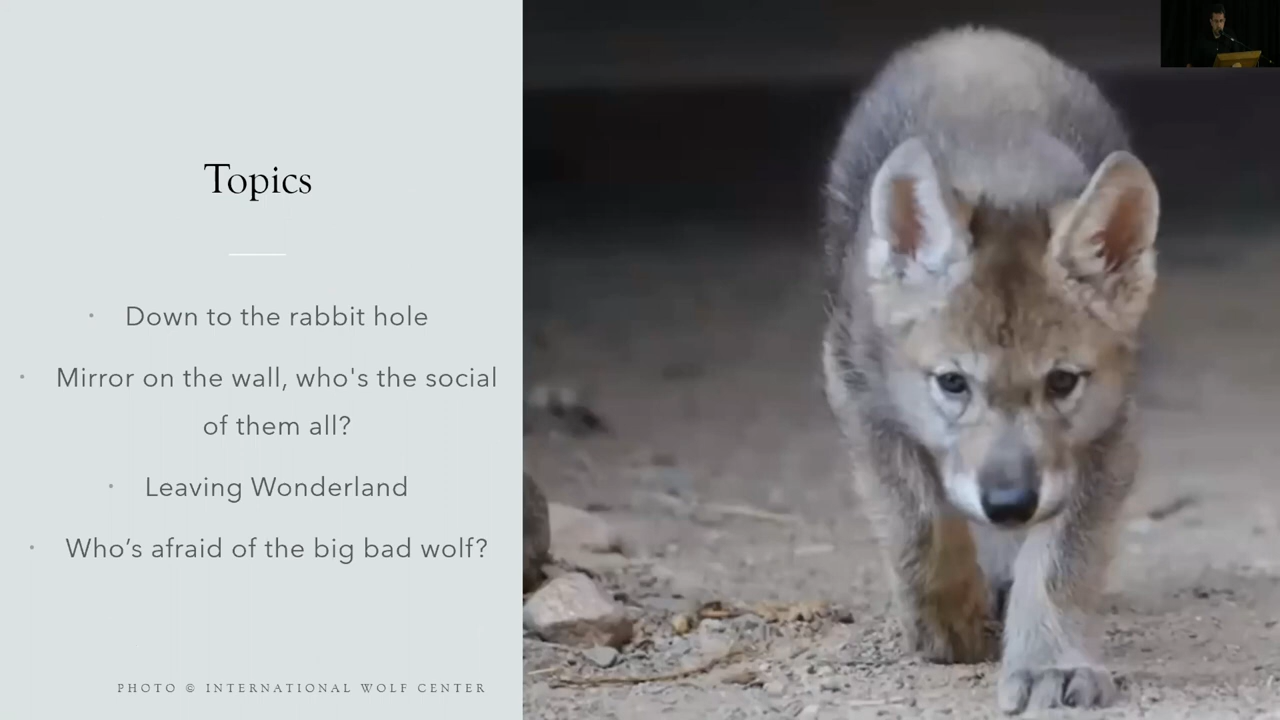 Topics
• Down to the rabbit hole
• Mirror on the wall, who's the social
of them all?
• Leaving Wonderland
• Who’s afraid of the big bad wolf?
PHOTO © INTERNATIONAL WOLF CENTER